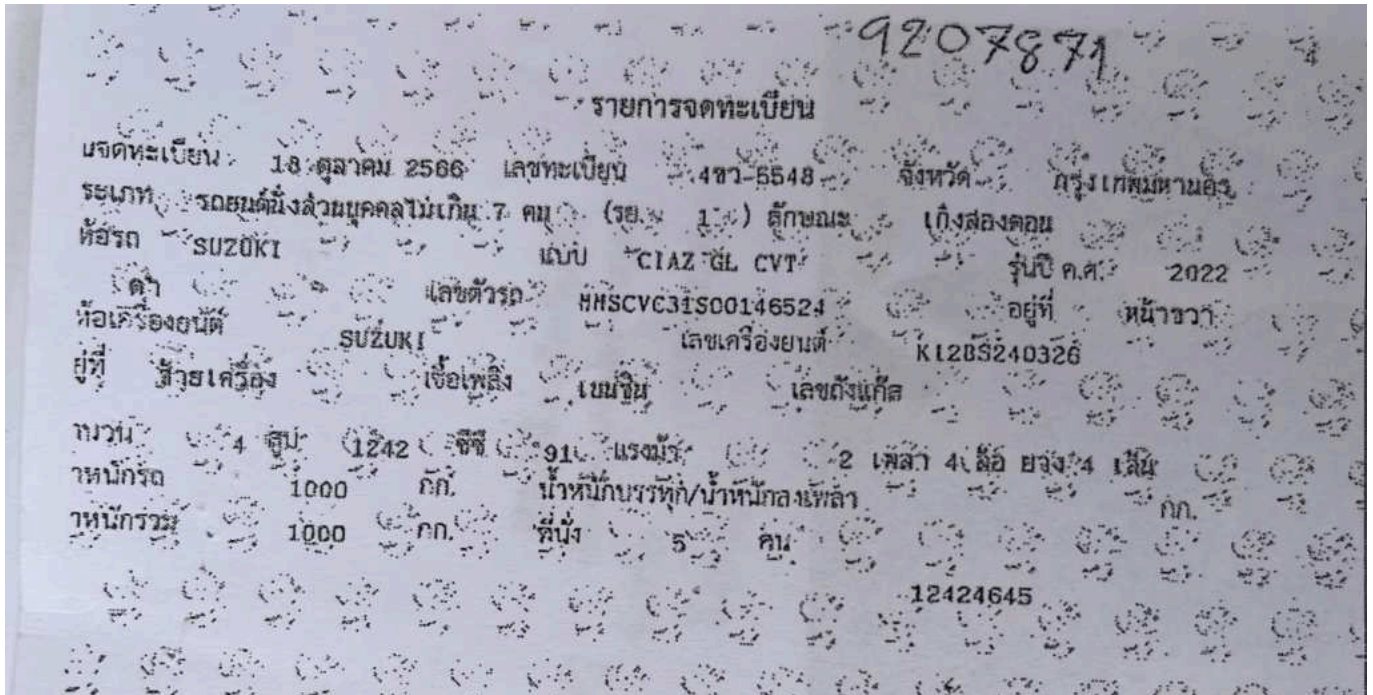 9207871
4
รายการจดทะเบียน
นจดทะเบียน 18 ตุลาคม 2566 เลขทะเบียน 4ขว-5548 จังหวัด กรุงเทพมหานคร
ระเภท รถยนต์นั่งส่วนบุคคลไม่เกิน 7 คน (รย. 1 ) ลักษณะ เก๋งสองตอน
ห้อรถ SUZUKI แบบ CIAZ GL CVT รุ่นปี ค.ศ. 2022
ดำ เลขตัวรถ MMSCVC31S00146524 อยู่ที่ หน้าขวา
ห้อเครื่องยนต์ SUZUKI เลขเครื่องยนต์ K12BS240326
ยู่ที่ ซ้ายเครื่อง เชื้อเพลิง เบนซิน เลขถังแก๊ส
านวน 4 สูบ 1242 ซีซี 91 แรงม้า 2 เพลา 4 ล้อ ยาง 4 เส้น
าหนักรถ 1000 กก. น้ำหนักบรรทุก/น้ำหนักลงเพลา กก.
าหนักรวม 1000 กก. ที่นั่ง 5 คน
12424645